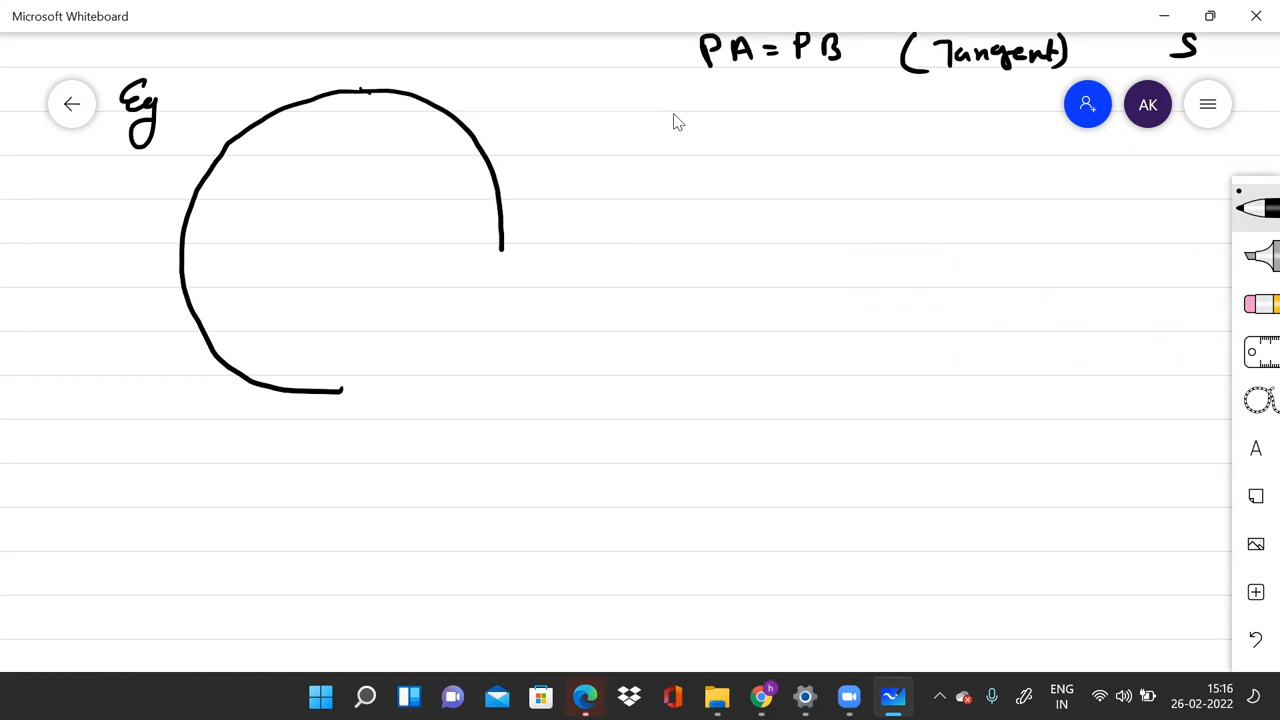 Microsoft Whiteboard
PA = PB (Tangent) S
Eg
AK
A
ENG
IN
15:16
26-02-2022
h